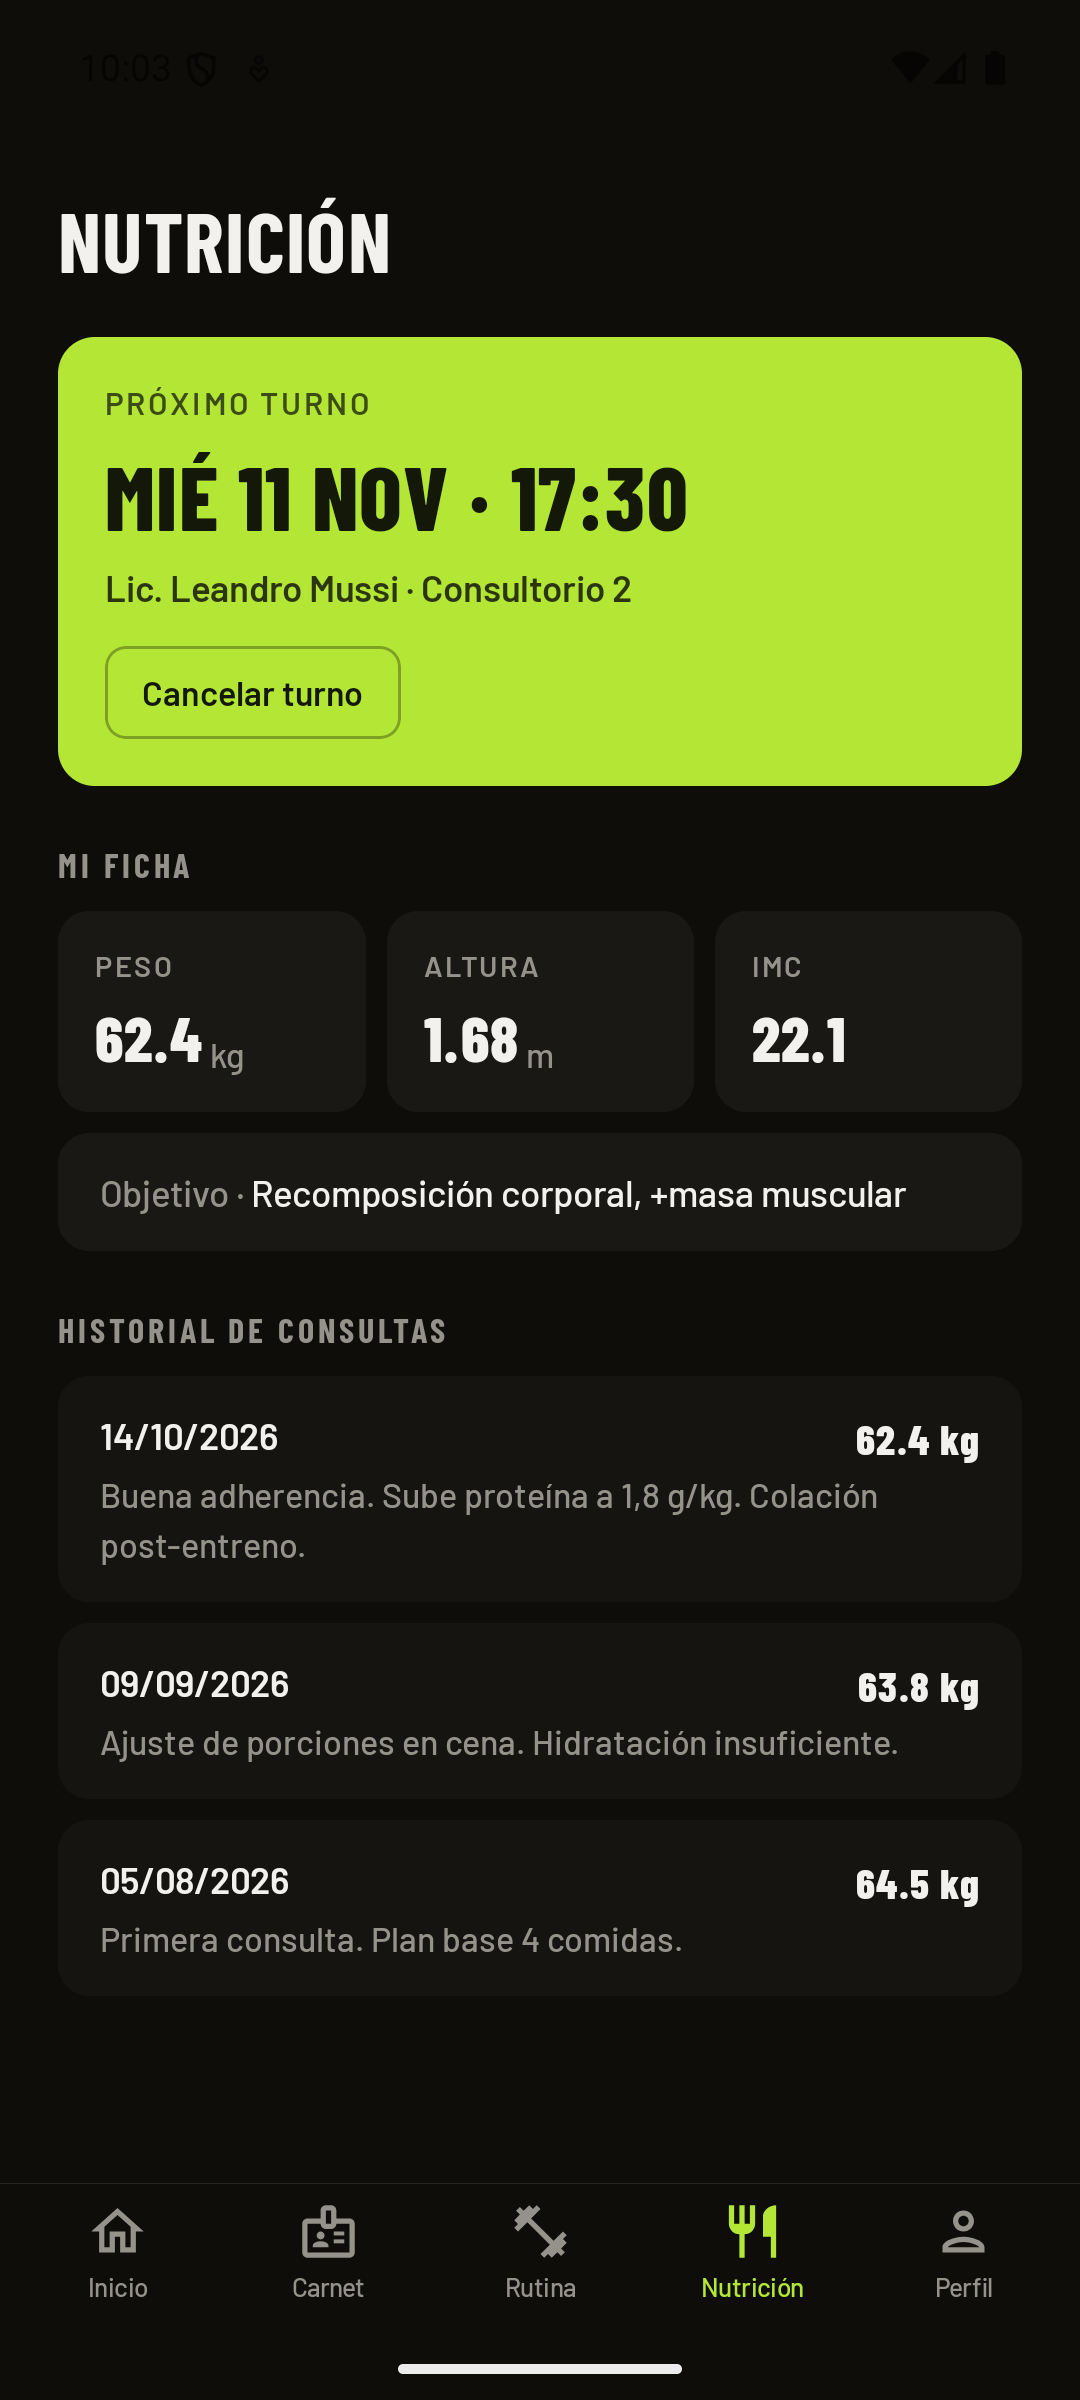 10:03
NUTRICIÓN
PRÓXIMO TURNO
MIÉ 11 NOV · 17:30
Lic. Leandro Mussi · Consultorio 2
Cancelar turno
MI FICHA
PESO
62.4 kg
ALTURA
1.68 m
IMC
22.1
Objetivo · Recomposición corporal, +masa muscular
HISTORIAL DE CONSULTAS
14/10/2026
62.4 kg
Buena adherencia. Sube proteína a 1,8 g/kg. Colación
post-entreno.
09/09/2026
63.8 kg
Ajuste de porciones en cena. Hidratación insuficiente.
05/08/2026
64.5 kg
Primera consulta. Plan base 4 comidas.
Inicio
Carnet
Rutina
Nutrición
Perfil